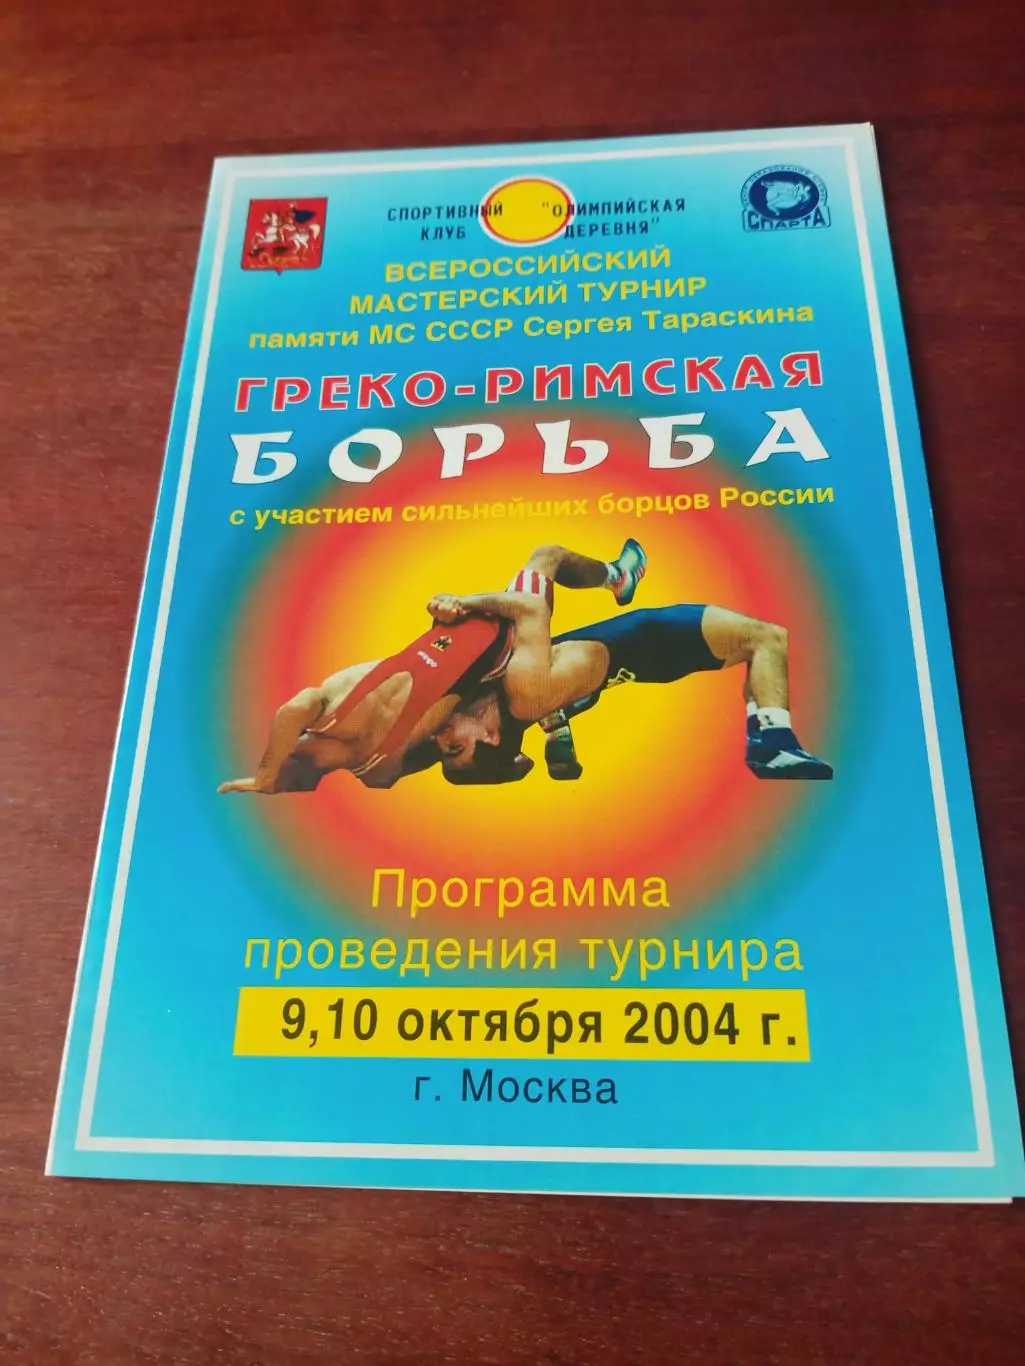 СПОРТИВНЫЙ "ОЛИМПИЙСКАЯ
КЛУБ ДЕРЕВНЯ"
СПАРТА
ВСЕРОССИЙСКИЙ
МАСТЕРСКИЙ ТУРНИР
памяти МС СССР Сергея Тараскина
ГРЕКО-РИМСКАЯ
БОРЬБА
с участием сильнейших борцов России
Программа
проведения турнира
9,10 октября 2004 г.
г. Москва